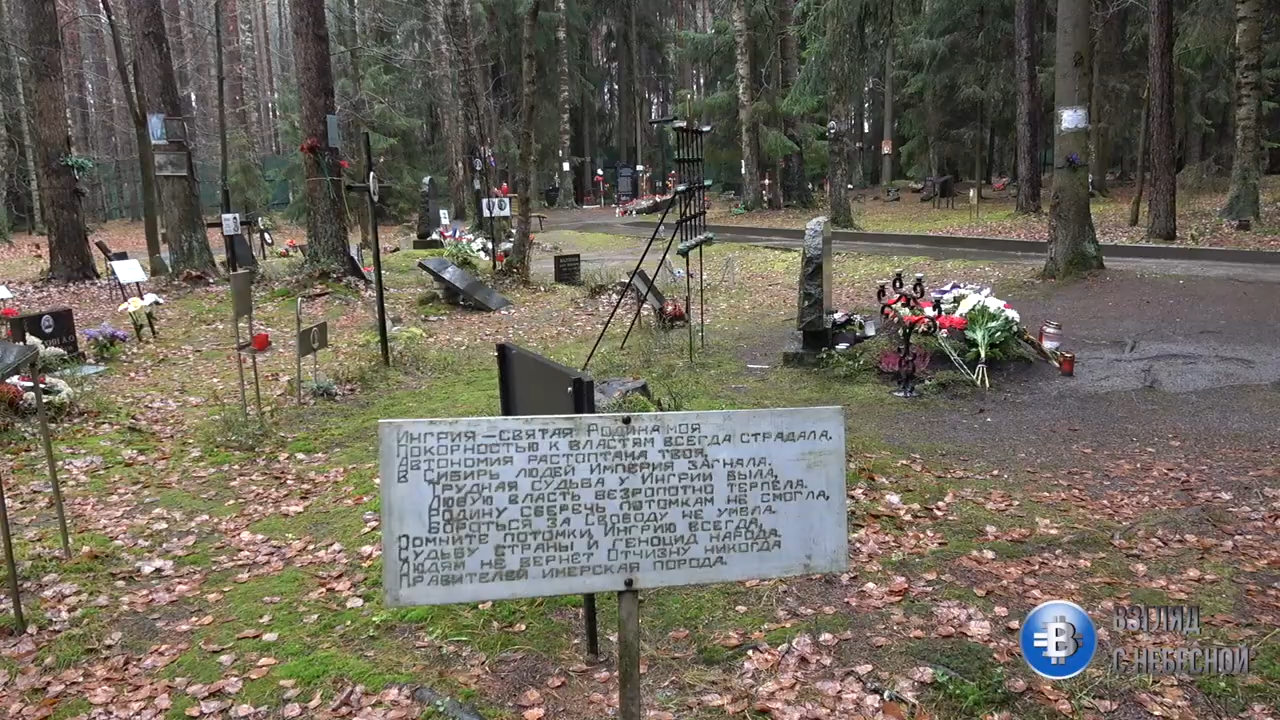 Ингрия—святая Родина моя
Покорностью к властям всегда страдала.
Автономия растоптана твоя,
В Сибирь людей Империя загнала.
Трудная судьба у Ингрии была,
Любую власть безропотно терпела.
Родину сберечь потомкам не смогла,
Бороться за свободу не умела.
Помните потомки, Ингрию всегда,
Судьбу страны и геноцид народа.
Людям не вернет Отчизну никогда
Правителей имперская порода.
ВЗГЛЯД
С НЕБЕСНОЙ